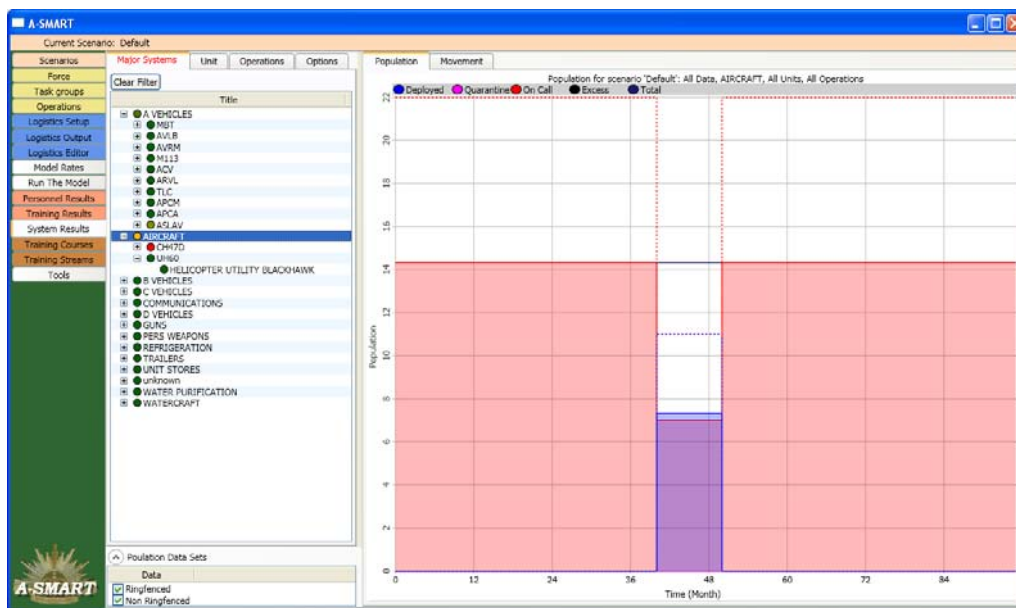 A-SMART
Current Scenario: Default
Scenarios
Force
Task groups
Operations
Logistics Setup
Logistics Output
Logistics Editor
Model Rates
Run The Model
Personnel Results
Training Results
System Results
Training Courses
Training Streams
Tools
A-SMART
Major Systems Unit Operations Options
Clear Filter
Title
A VEHICLES
MBT
AVLB
AVRM
M113
ACV
ARVL
TLC
APCM
APCA
ASLAV
AIRCRAFT
CH47D
UH60
HELICOPTER UTILITY BLACKHAWK
B VEHICLES
C VEHICLES
COMMUNICATIONS
D VEHICLES
GUNS
PERS WEAPONS
REFRIGERATION
TRAILERS
UNIT STORES
unknown
WATER PURIFICATION
WATERCRAFT
Poulation Data Sets
Data
Ringfenced
Non Ringfenced
Population Movement
Population for scenario 'Default': All Data, AIRCRAFT, All Units, All Operations
Deployed Quarantine On Call Excess Total
22
20
18
16
14
12
10
8
6
4
2
0
Population
0 12 24 36 48 60 72 84
Time (Month)